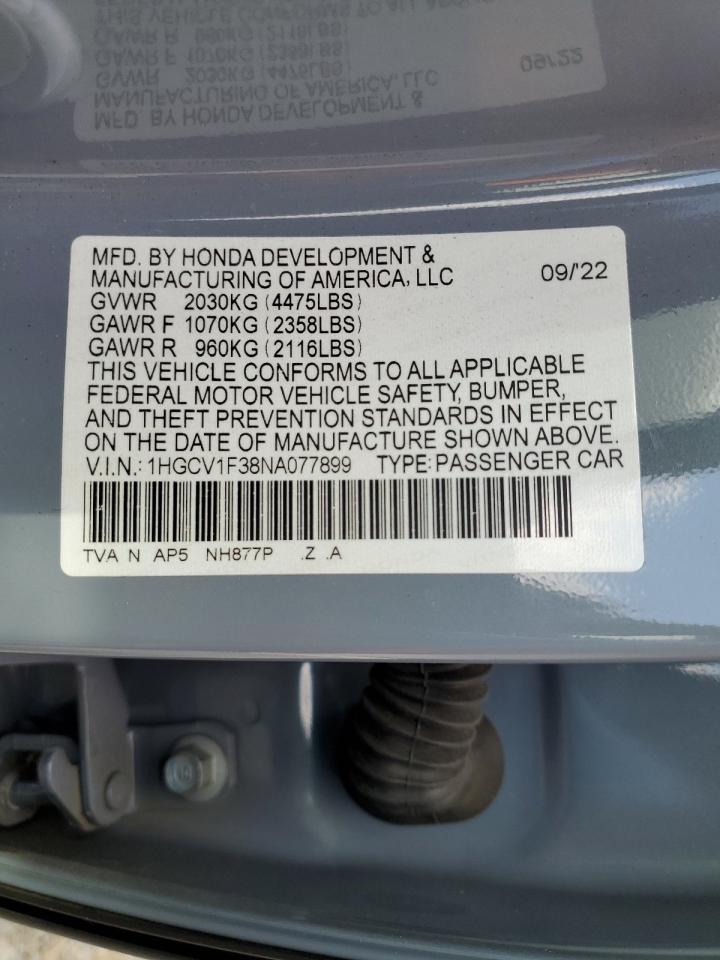 MFD. BY HONDA DEVELOPMENT &
MANUFACTURING OF AMERICA, LLC 09/'22
GVWR 2030KG (4475LBS)
GAWR F 1070KG (2358LBS)
GAWR R 960KG (2116LBS)
THIS VEHICLE CONFORMS TO ALL APPLICABLE
FEDERAL MOTOR VEHICLE SAFETY, BUMPER,
AND THEFT PREVENTION STANDARDS IN EFFECT
ON THE DATE OF MANUFACTURE SHOWN ABOVE.
V.I.N.: 1HGCV1F38NA077899 TYPE: PASSENGER CAR
TVA N AP5 NH877P .Z .A